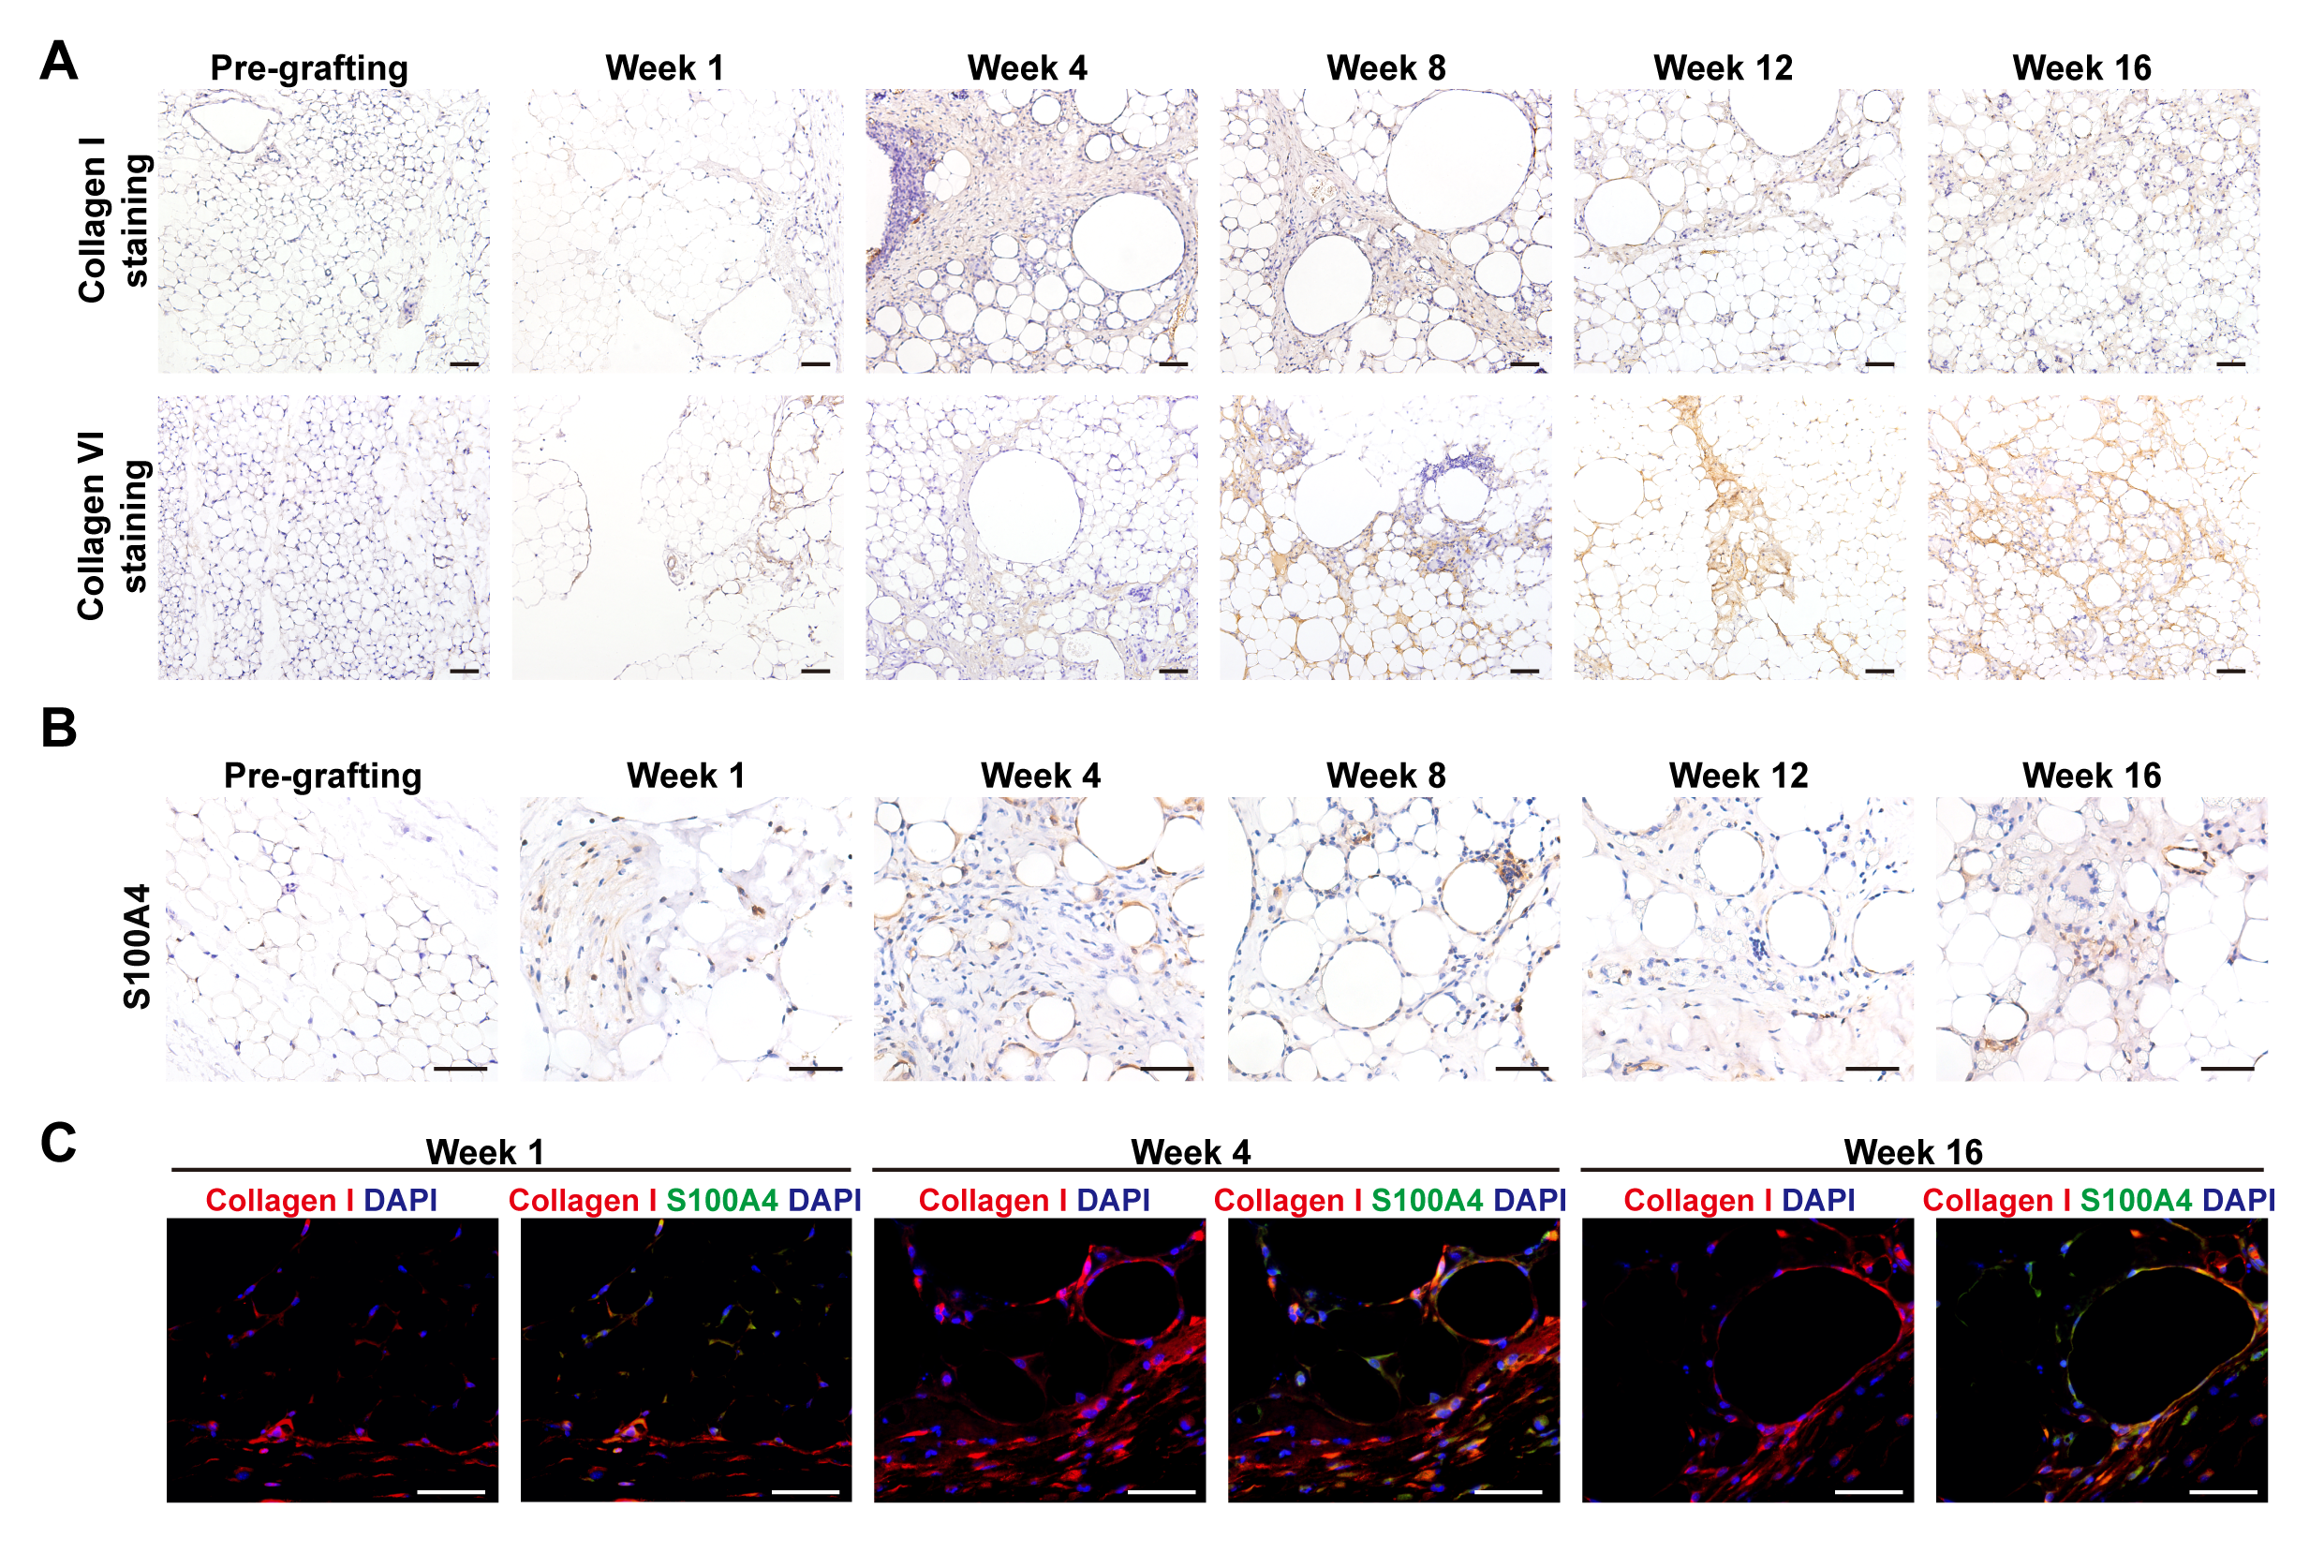 A
Pre-grafting Week 1 Week 4 Week 8 Week 12 Week 16
Collagen I
staining
Collagen VI
staining
B
Pre-grafting Week 1 Week 4 Week 8 Week 12 Week 16
S100A4
C
Week 1 Week 4 Week 16
Collagen I DAPI Collagen I S100A4 DAPI Collagen I DAPI Collagen I S100A4 DAPI Collagen I DAPI Collagen I S100A4 DAPI